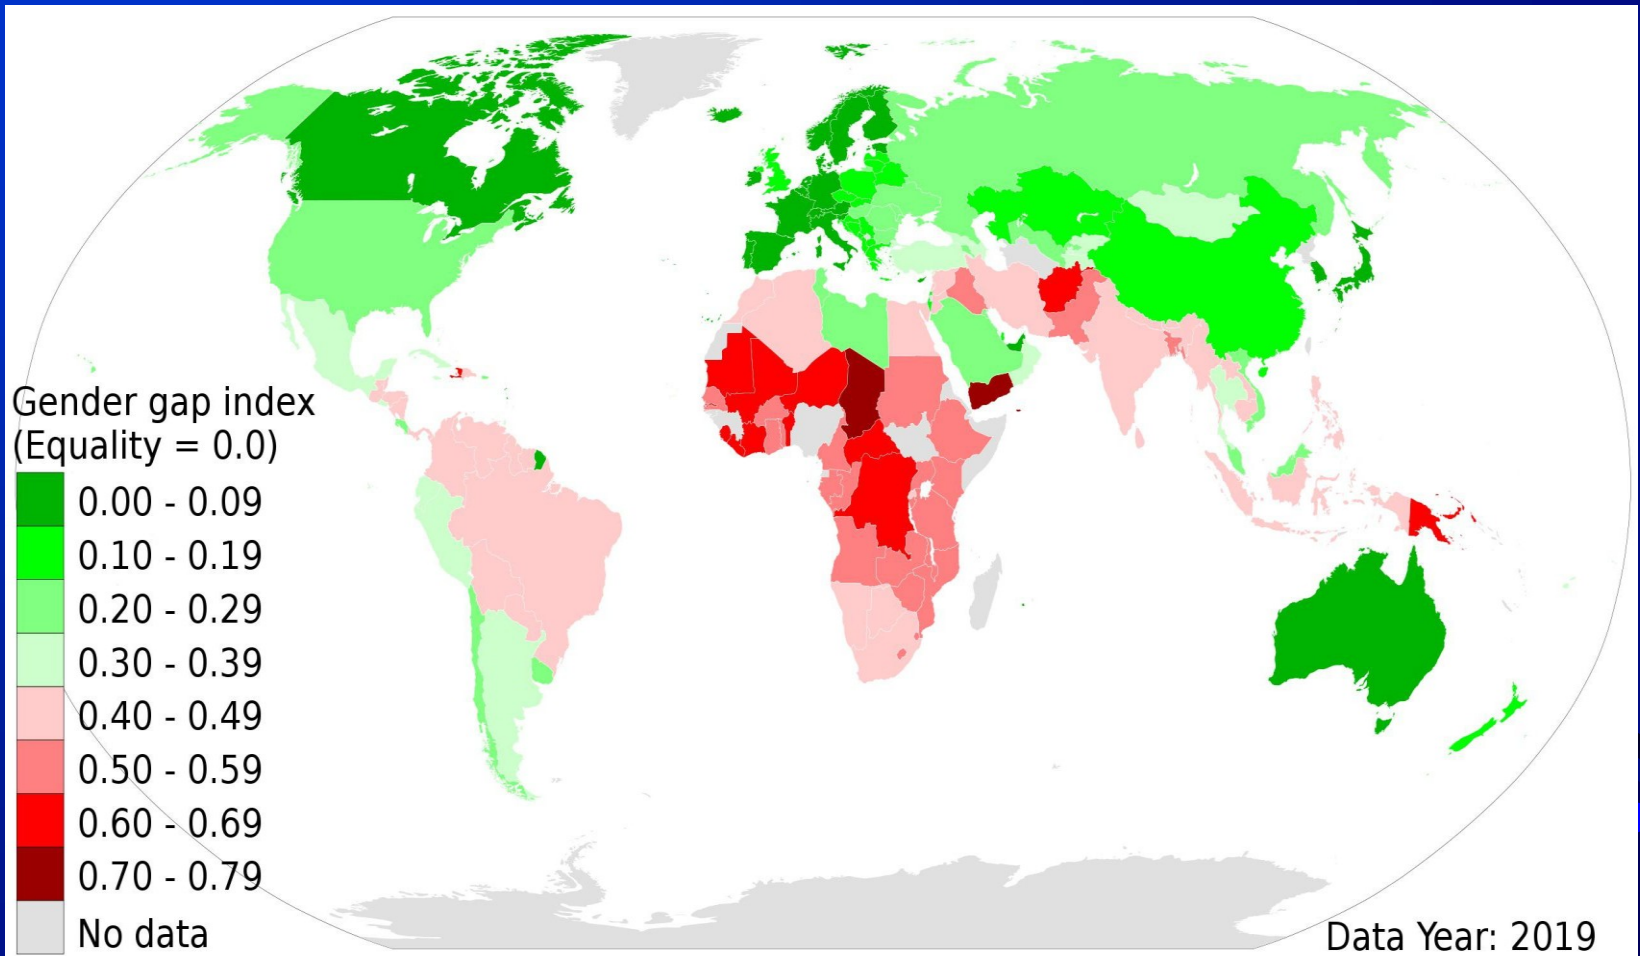 Gender gap index
(Equality = 0.0)
0.00 - 0.09
0.10 - 0.19
0.20 - 0.29
0.30 - 0.39
0.40 - 0.49
0.50 - 0.59
0.60 - 0.69
0.70 - 0.79
No data
Data Year: 2019